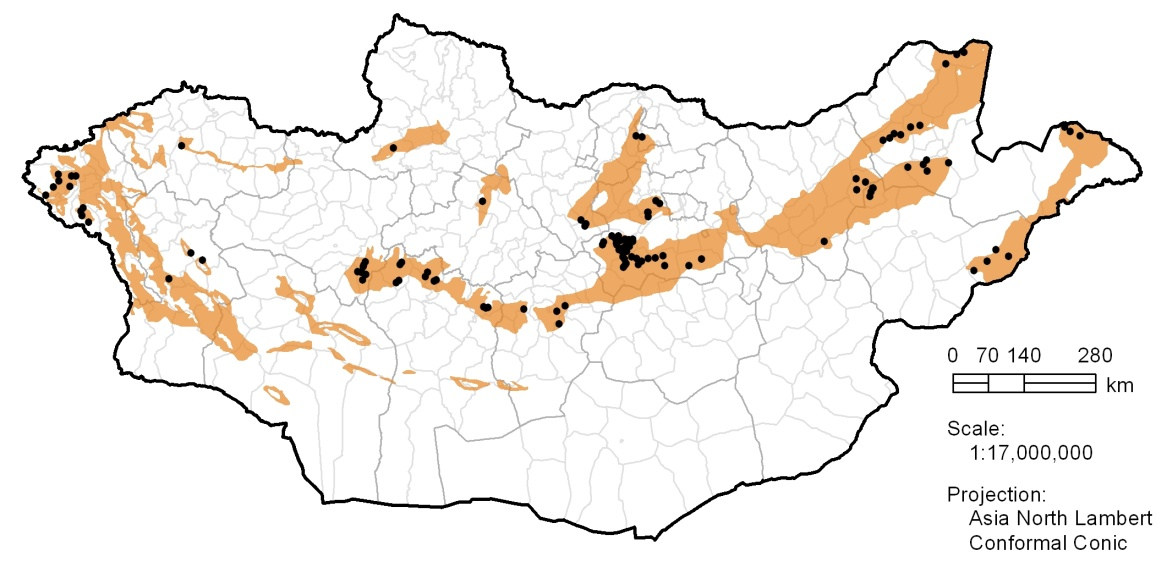 0 70 140 280
km
Scale:
1:17,000,000
Projection:
Asia North Lambert
Conformal Conic